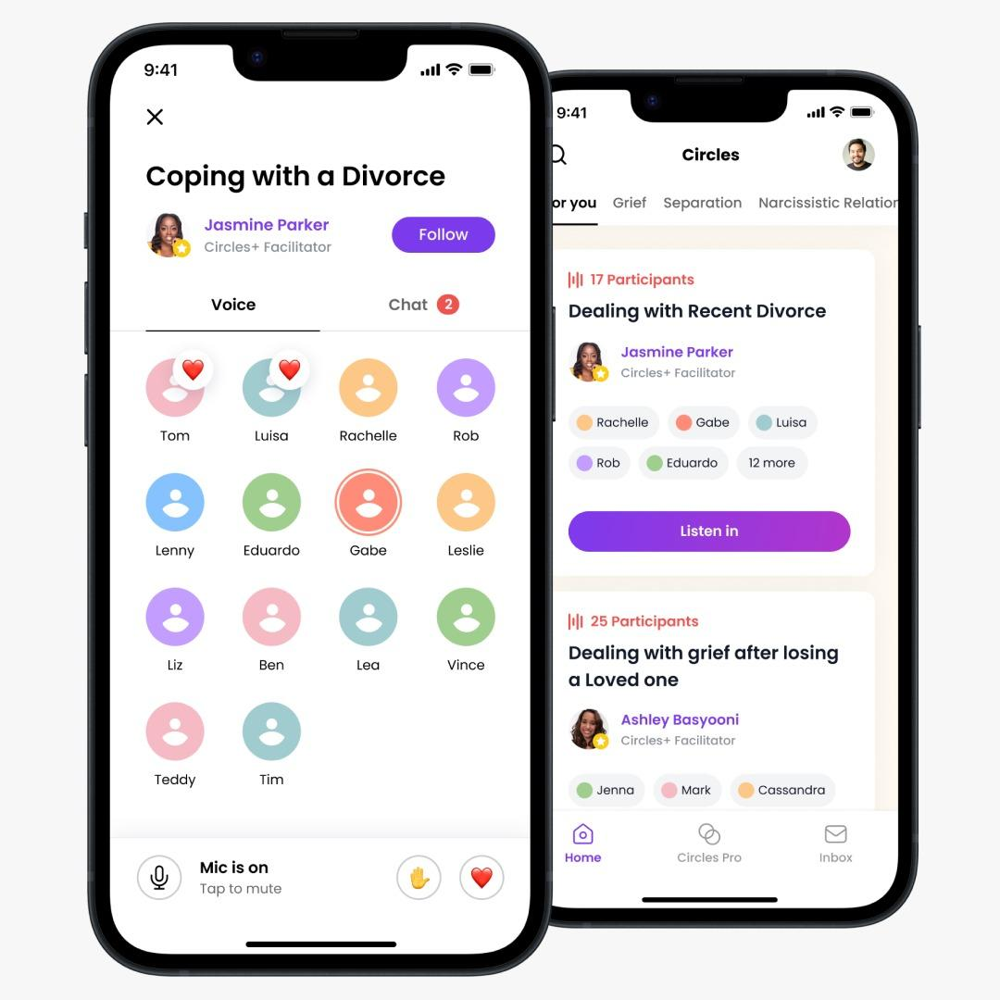 9:41
Coping with a Divorce
Jasmine Parker
Circles+ Facilitator
Follow
Voice
Chat 2
Tom Luisa Rachelle Rob
Lenny Eduardo Gabe Leslie
Liz Ben Lea Vince
Teddy Tim
Mic is on
Tap to mute
9:41
Circles
or you Grief Separation Narcissistic Relation
17 Participants
Dealing with Recent Divorce
Jasmine Parker
Circles+ Facilitator
Rachelle Gabe Luisa
Rob Eduardo 12 more
Listen in
25 Participants
Dealing with grief after losing
a Loved one
Ashley Basyooni
Circles+ Facilitator
Jenna Mark Cassandra
Home Circles Pro Inbox